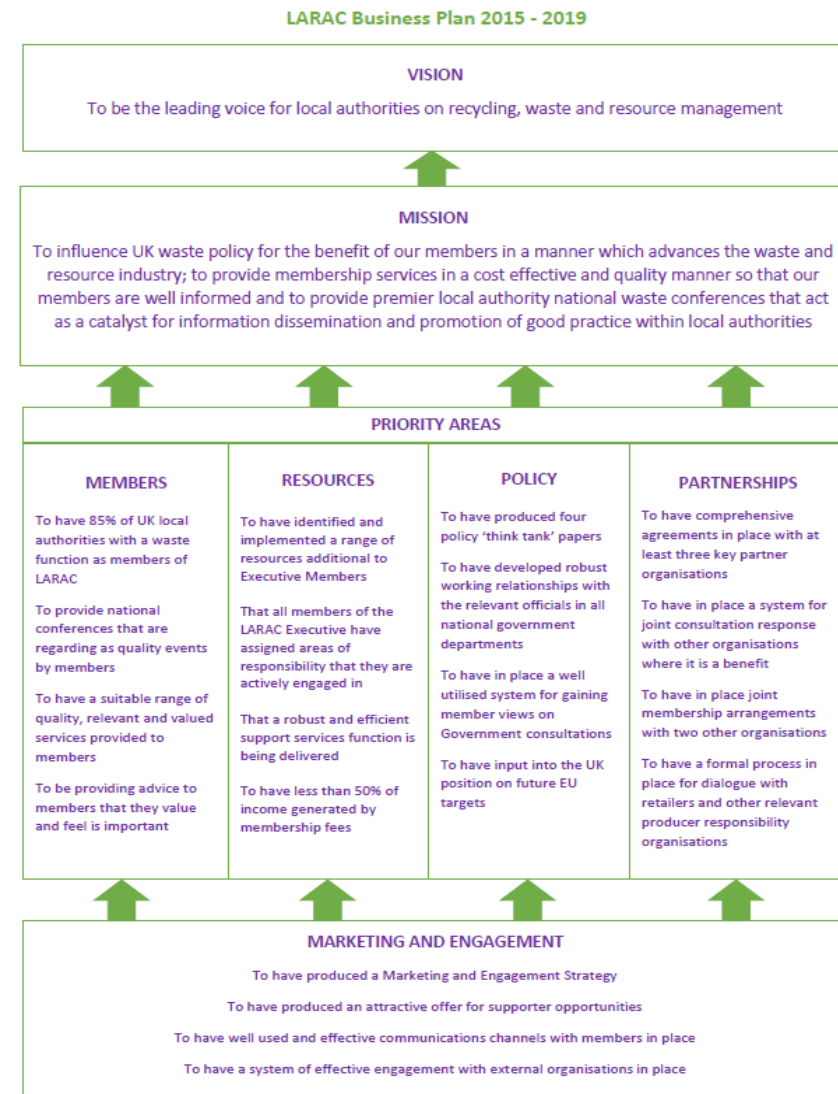 LARAC Business Plan 2015 - 2019
VISION
To be the leading voice for local authorities on recycling, waste and resource management
MISSION
To influence UK waste policy for the benefit of our members in a manner which advances the waste and
resource industry; to provide membership services in a cost effective and quality manner so that our
members are well informed and to provide premier local authority national waste conferences that act
as a catalyst for information dissemination and promotion of good practice within local authorities
PRIORITY AREAS
MEMBERS
To have 85% of UK local
authorities with a waste
function as members of
LARAC
To provide national
conferences that are
regarding as quality events
by members
To have a suitable range of
quality, relevant and valued
services provided to
members
To be providing advice to
members that they value
and feel is important
RESOURCES
To have identified and
implemented a range of
resources additional to
Executive Members
That all members of the
LARAC Executive have
assigned areas of
responsibility that they are
actively engaged in
That a robust and efficient
support services function is
being delivered
To have less than 50% of
income generated by
membership fees
POLICY
To have produced four
policy ‘think tank’ papers
To have developed robust
working relationships with
the relevant officials in all
national government
departments
To have in place a well
utilised system for gaining
member views on
Government consultations
To have input into the UK
position on future EU
targets
PARTNERSHIPS
To have comprehensive
agreements in place with at
least three key partner
organisations
To have in place a system for
joint consultation response
with other organisations
where it is a benefit
To have in place joint
membership arrangements
with two other organisations
To have a formal process in
place for dialogue with
retailers and other relevant
producer responsibility
organisations
MARKETING AND ENGAGEMENT
To have produced a Marketing and Engagement Strategy
To have produced an attractive offer for supporter opportunities
To have well used and effective communications channels with members in place
To have a system of effective engagement with external organisations in place